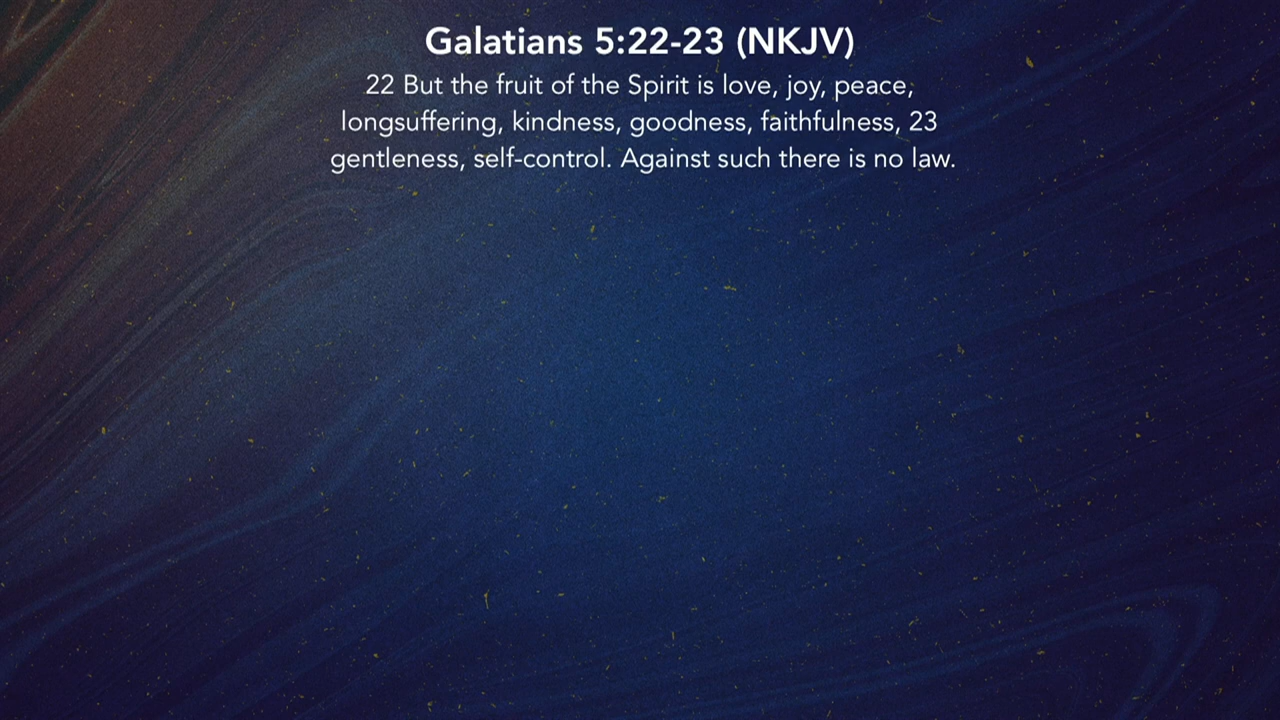 Galatians 5:22-23 (NKJV)
22 But the fruit of the Spirit is love, joy, peace,
longsuffering, kindness, goodness, faithfulness, 23
gentleness, self-control. Against such there is no law.